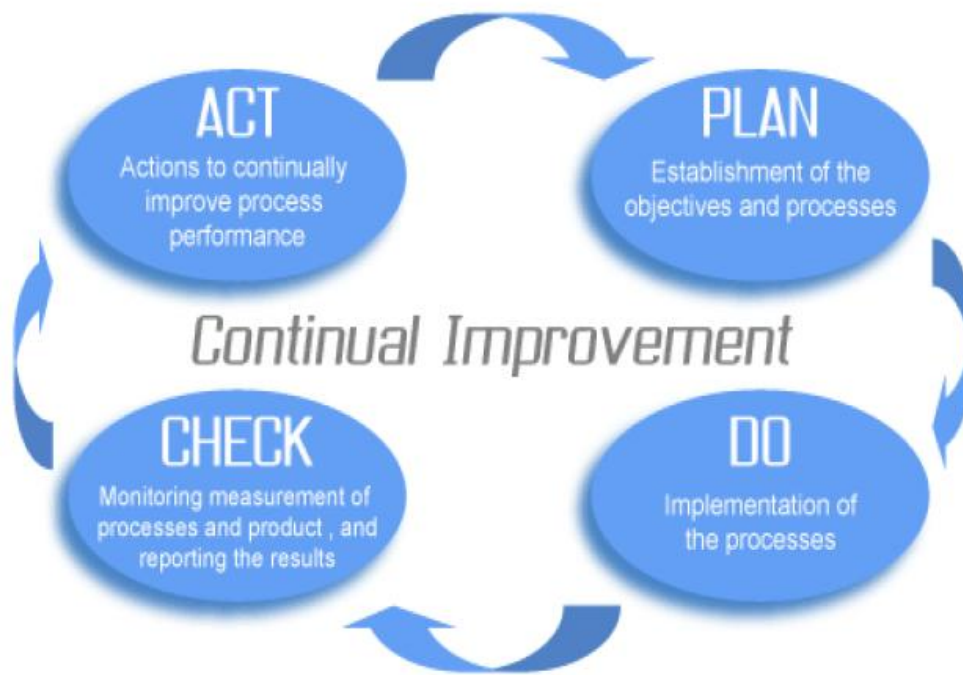 ACT
Actions to continually
improve process
performance
PLAN
Establishment of the
objectives and processes
Continual Improvement
CHECK
Monitoring measurement of
processes and product , and
reporting the results
DO
Implementation of
the processes